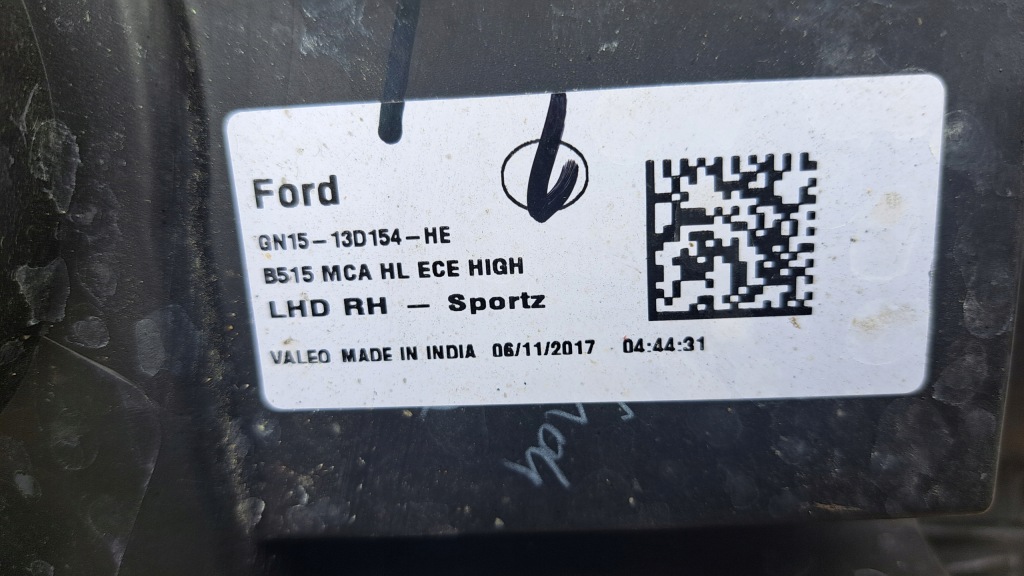 Ford
GN15-13D154-HE
B515 MCA HL ECE HIGH
LHD RH - Sportz
VALEO MADE IN INDIA 06/11/2017 04:44:31